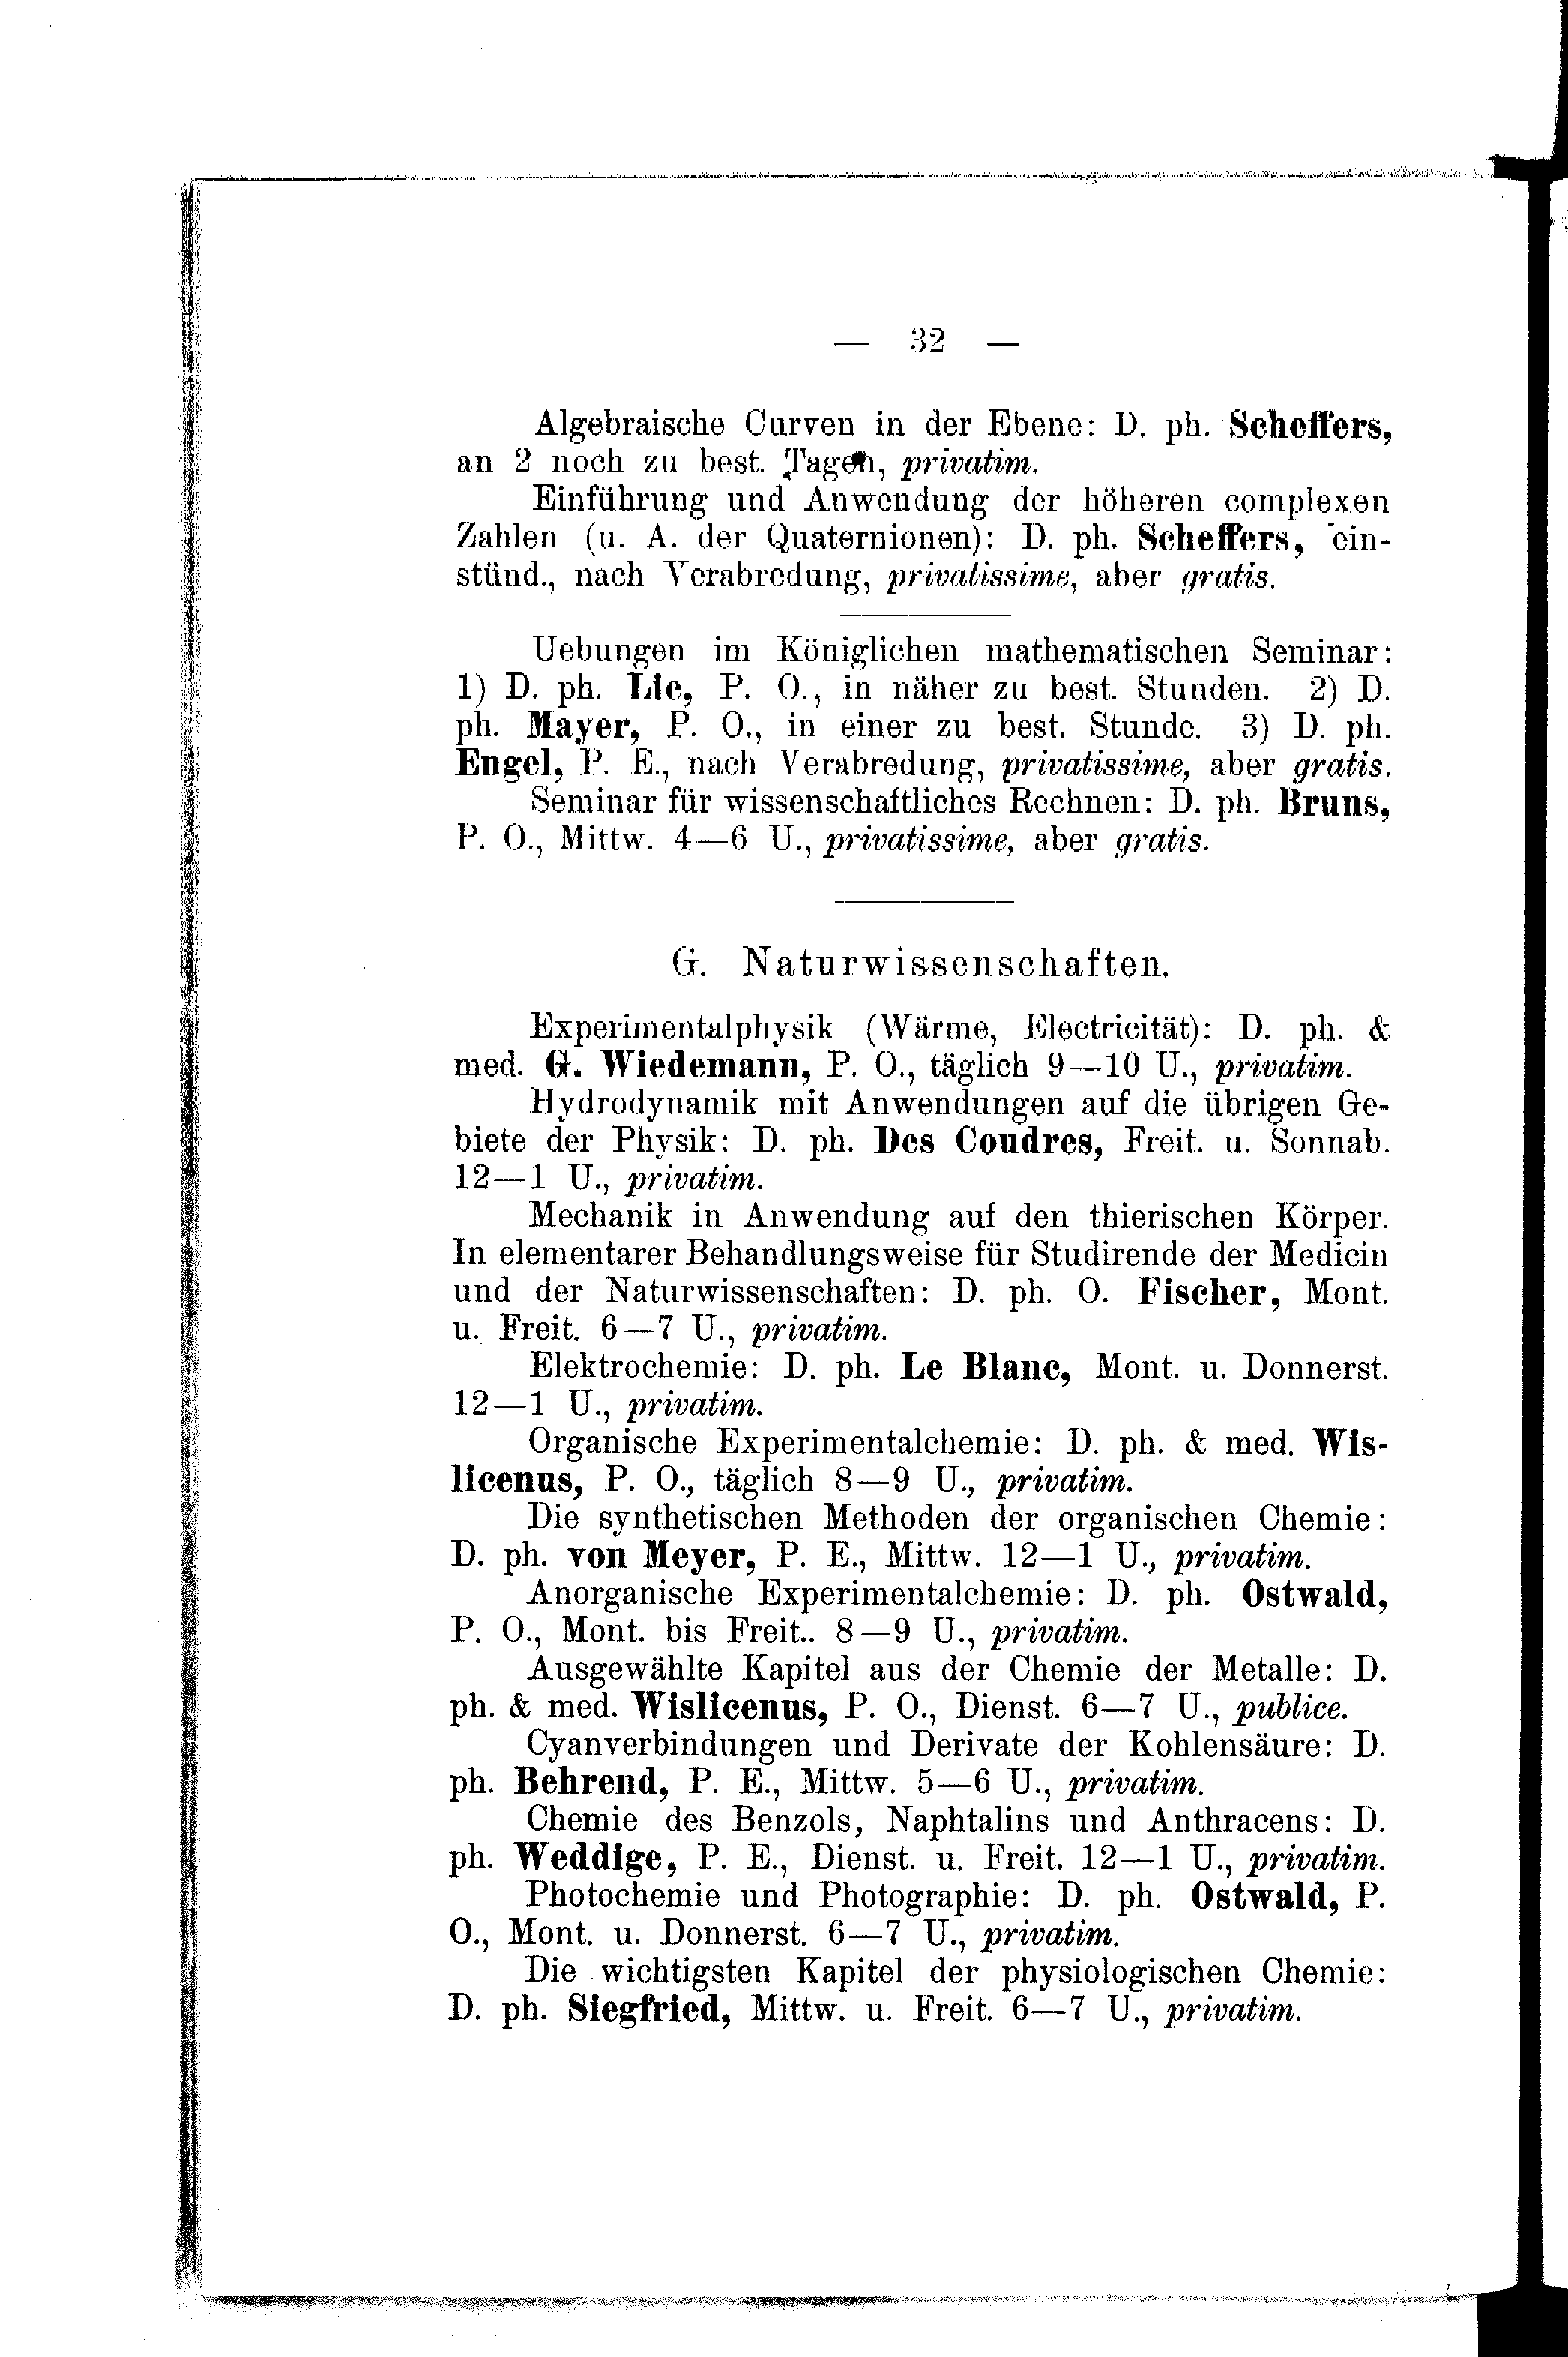 — 32 —
Algebraische Curven in der Ebene: D. ph. Scheffers,
an 2 noch zu best. Tagen, privatim.
Einführung und Anwendung der höheren complexen
Zahlen (u. A. der Quaternionen): D. ph. Scheffers, ein-
stünd., nach Verabredung, privatissime, aber gratis.
Uebungen im Königlichen mathematischen Seminar:
1) D. ph. Lie, P. O., in näher zu best. Stunden. 2) D.
ph. Mayer, P. O., in einer zu best. Stunde. 3) D. ph.
Engel, P. E., nach Verabredung, privatissime, aber gratis.
Seminar für wissenschaftliches Rechnen: D. ph. Bruns,
P. O., Mittw. 4—6 U., privatissime, aber gratis.
G. Naturwissenschaften.
Experimentalphysik (Wärme, Electricität): D. ph. &
med. G. Wiedemann, P. O., täglich 9—10 U., privatim.
Hydrodynamik mit Anwendungen auf die übrigen Ge-
biete der Physik: D. ph. Des Coudres, Freit. u. Sonnab.
12—1 U., privatim.
Mechanik in Anwendung auf den thierischen Körper.
In elementarer Behandlungsweise für Studirende der Medicin
und der Naturwissenschaften: D. ph. O. Fischer, Mont.
u. Freit. 6—7 U., privatim.
Elektrochemie: D. ph. Le Blanc, Mont. u. Donnerst.
12—1 U., privatim.
Organische Experimentalchemie: D. ph. & med. Wis-
licenus, P. O., täglich 8—9 U., privatim.
Die synthetischen Methoden der organischen Chemie:
D. ph. von Meyer, P. E., Mittw. 12—1 U., privatim.
Anorganische Experimentalchemie: D. ph. Ostwald,
P. O., Mont. bis Freit.. 8—9 U., privatim.
Ausgewählte Kapitel aus der Chemie der Metalle: D.
ph. & med. Wislicenus, P. O., Dienst. 6—7 U., publice.
Cyanverbindungen und Derivate der Kohlensäure: D.
ph. Behrend, P. E., Mittw. 5—6 U., privatim.
Chemie des Benzols, Naphtalins und Anthracens: D.
ph. Weddige, P. E., Dienst. u. Freit. 12—1 U., privatim.
Photochemie und Photographie: D. ph. Ostwald, P.
O., Mont. u. Donnerst. 6—7 U., privatim.
Die wichtigsten Kapitel der physiologischen Chemie:
D. ph. Siegfried, Mittw. u. Freit. 6—7 U., privatim.